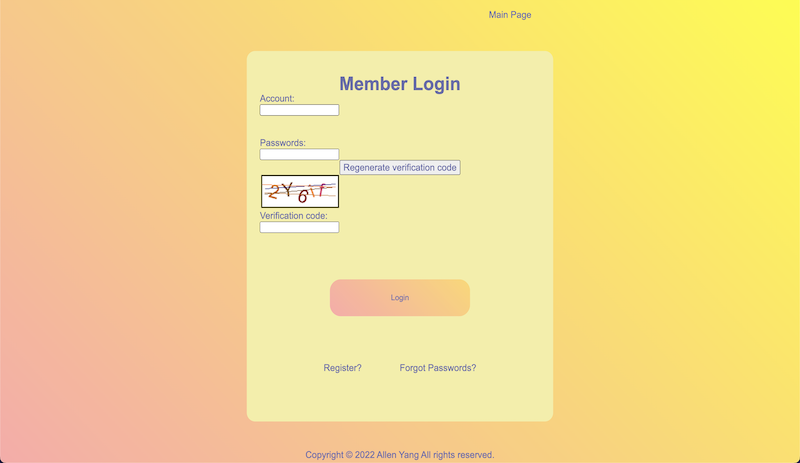 Main Page
Member Login
Account:
Passwords:
Regenerate verification code
Verification code:
Login
Register? Forgot Passwords?
Copyright © 2022 Allen Yang All rights reserved.